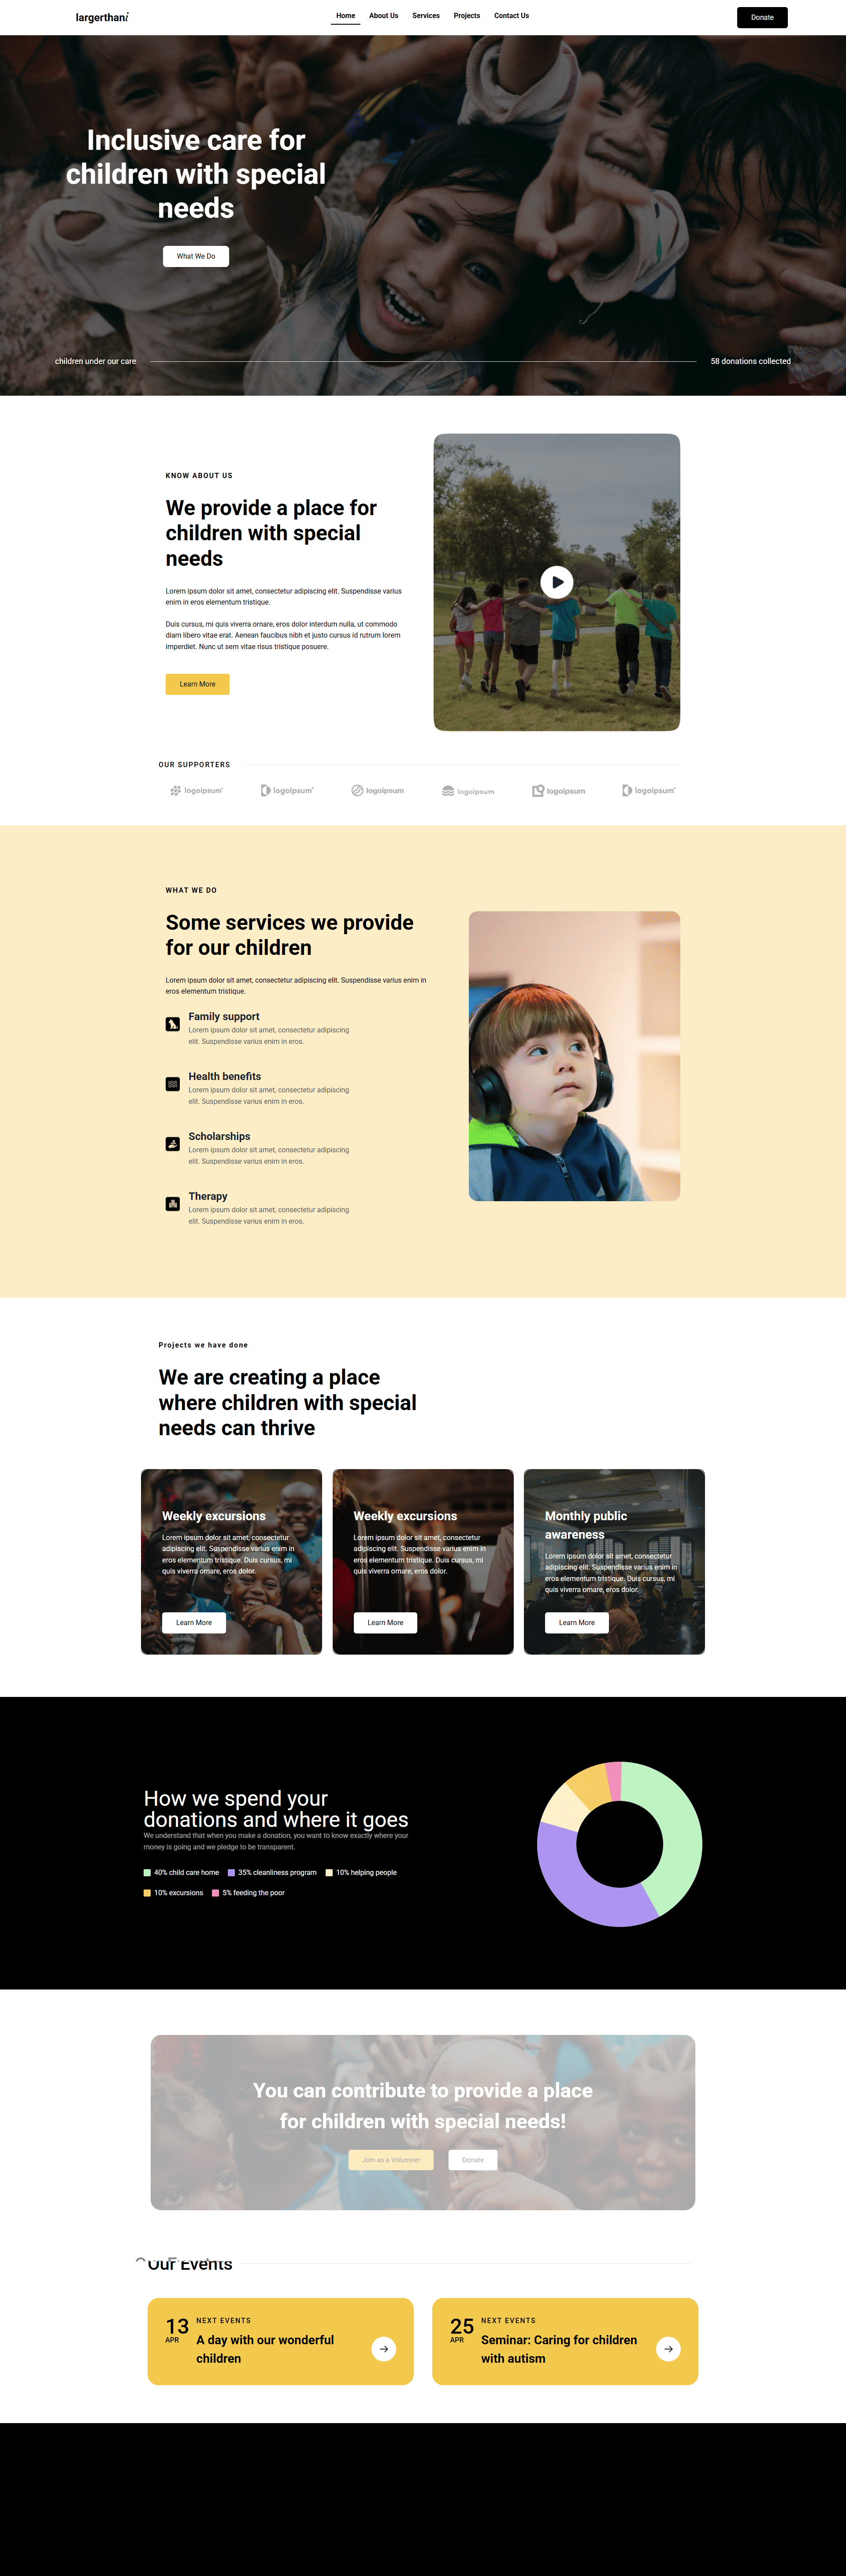 largerthani
Home About Us Services Projects Contact Us
Donate
Inclusive care for
children with special
needs
What We Do
children under our care
58 donations collected
KNOW ABOUT US
We provide a place for
children with special
needs
Lorem ipsum dolor sit amet, consectetur adipiscing elit. Suspendisse varius
enim in eros elementum tristique.
Duis cursus, mi quis viverra ornare, eros dolor interdum nulla, ut commodo
diam libero vitae erat. Aenean faucibus nibh et justo cursus id rutrum lorem
imperdiet. Nunc ut sem vitae risus tristique posuere.
Learn More
OUR SUPPORTERS
logoipsum logoipsum logoipsum logoipsum logoipsum logoipsum
WHAT WE DO
Some services we provide
for our children
Lorem ipsum dolor sit amet, consectetur adipiscing elit. Suspendisse varius enim in
eros elementum tristique.
Family support
Lorem ipsum dolor sit amet, consectetur adipiscing
elit. Suspendisse varius enim in eros.
Health benefits
Lorem ipsum dolor sit amet, consectetur adipiscing
elit. Suspendisse varius enim in eros.
Scholarships
Lorem ipsum dolor sit amet, consectetur adipiscing
elit. Suspendisse varius enim in eros.
Therapy
Lorem ipsum dolor sit amet, consectetur adipiscing
elit. Suspendisse varius enim in eros.
Projects we have done
We are creating a place
where children with special
needs can thrive
Weekly excursions
Lorem ipsum dolor sit amet, consectetur
adipiscing elit. Suspendisse varius enim in
eros elementum tristique. Duis cursus, mi
quis viverra ornare, eros dolor.
Learn More
Weekly excursions
Lorem ipsum dolor sit amet, consectetur
adipiscing elit. Suspendisse varius enim in
eros elementum tristique. Duis cursus, mi
quis viverra ornare, eros dolor.
Learn More
Monthly public
awareness
Lorem ipsum dolor sit amet, consectetur
adipiscing elit. Suspendisse varius enim in
eros elementum tristique. Duis cursus, mi
quis viverra ornare, eros dolor.
Learn More
How we spend your
donations and where it goes
We understand that when you make a donation, you want to know exactly where your
money is going and we pledge to be transparent.
40% child care home 35% cleanliness program 10% helping people
10% excursions 5% feeding the poor
You can contribute to provide a place
for children with special needs!
Join as a Volunteer Donate
Our Events
13
APR
NEXT EVENTS
A day with our wonderful
children
25
APR
NEXT EVENTS
Seminar: Caring for children
with autism